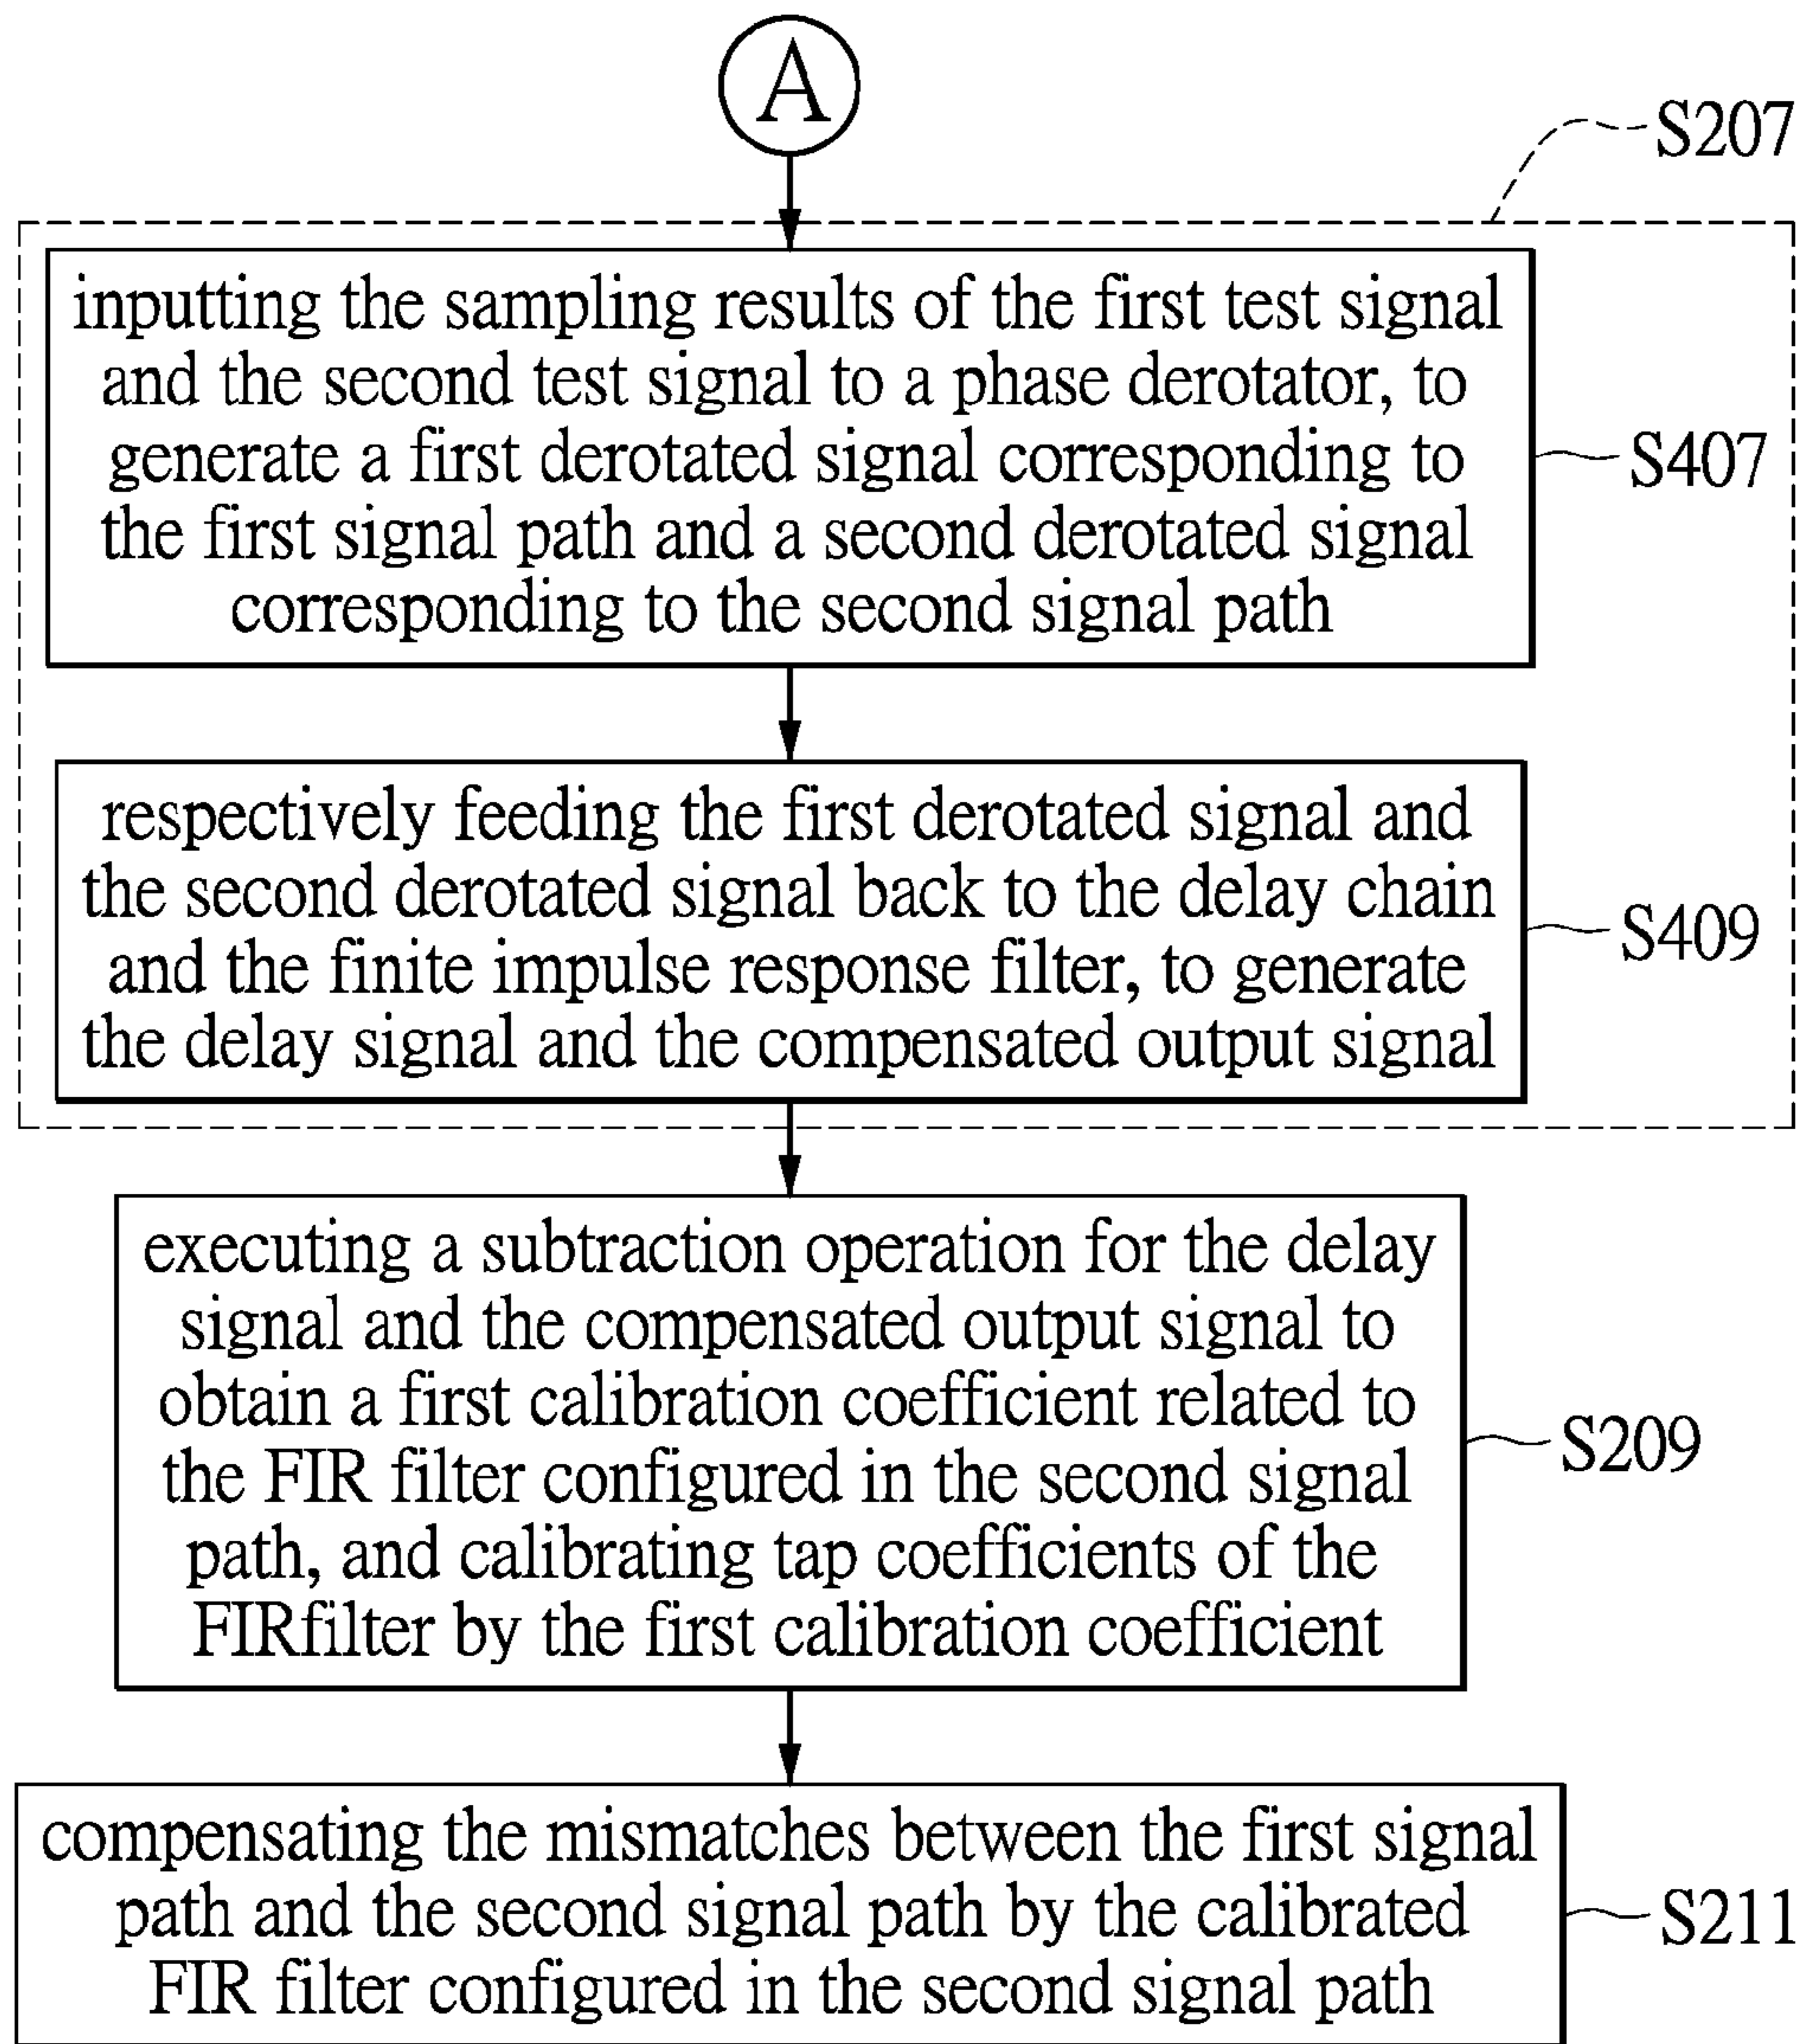 A
S207
inputting the sampling results of the first test signal
and the second test signal to a phase derotator, to
generate a first derotated signal corresponding to
the first signal path and a second derotated signal
corresponding to the second signal path
S407
respectively feeding the first derotated signal and
the second derotated signal back to the delay chain
and the finite impulse response filter, to generate
the delay signal and the compensated output signal
S409
executing a subtraction operation for the delay
signal and the compensated output signal to
obtain a first calibration coefficient related to
the FIR filter configured in the second signal
path, and calibrating tap coefficients of the
FIRfilter by the first calibration coefficient
S209
compensating the mismatches between the first signal
path and the second signal path by the calibrated
FIR filter configured in the second signal path
S211